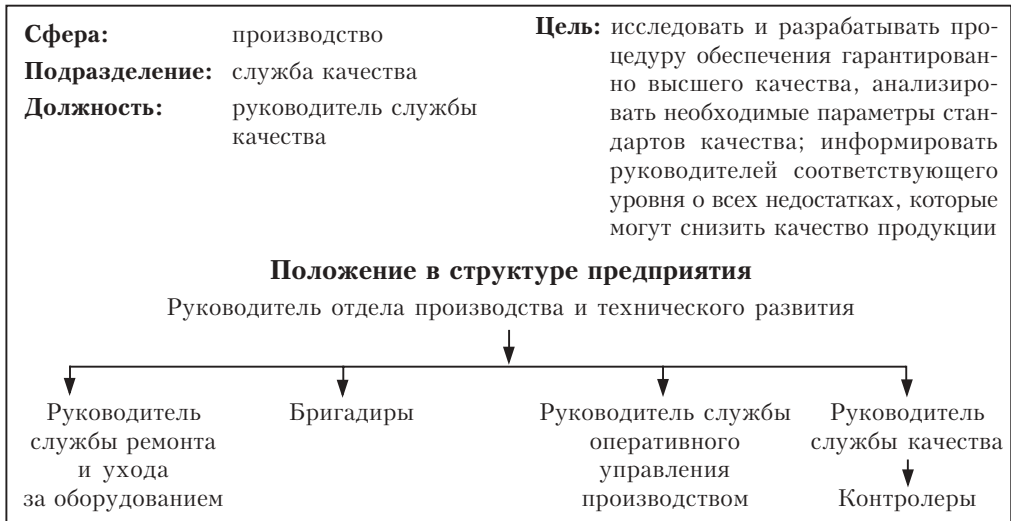 Сфера: производство
Подразделение: служба качества
Должность: руководитель службы
качества
Цель: исследовать и разрабатывать про-
цедуру обеспечения гарантирован-
но высшего качества, анализиро-
вать необходимые параметры стан-
дартов качества; информировать
руководителей соответствующего
уровня о всех недостатках, которые
могут снизить качество продукции
Положение в структуре предприятия
Руководитель отдела производства и технического развития
Руководитель
службы ремонта
и ухода
за оборудованием
Бригадиры
Руководитель службы
оперативного
управления
производством
Руководитель
службы качества
Контролеры